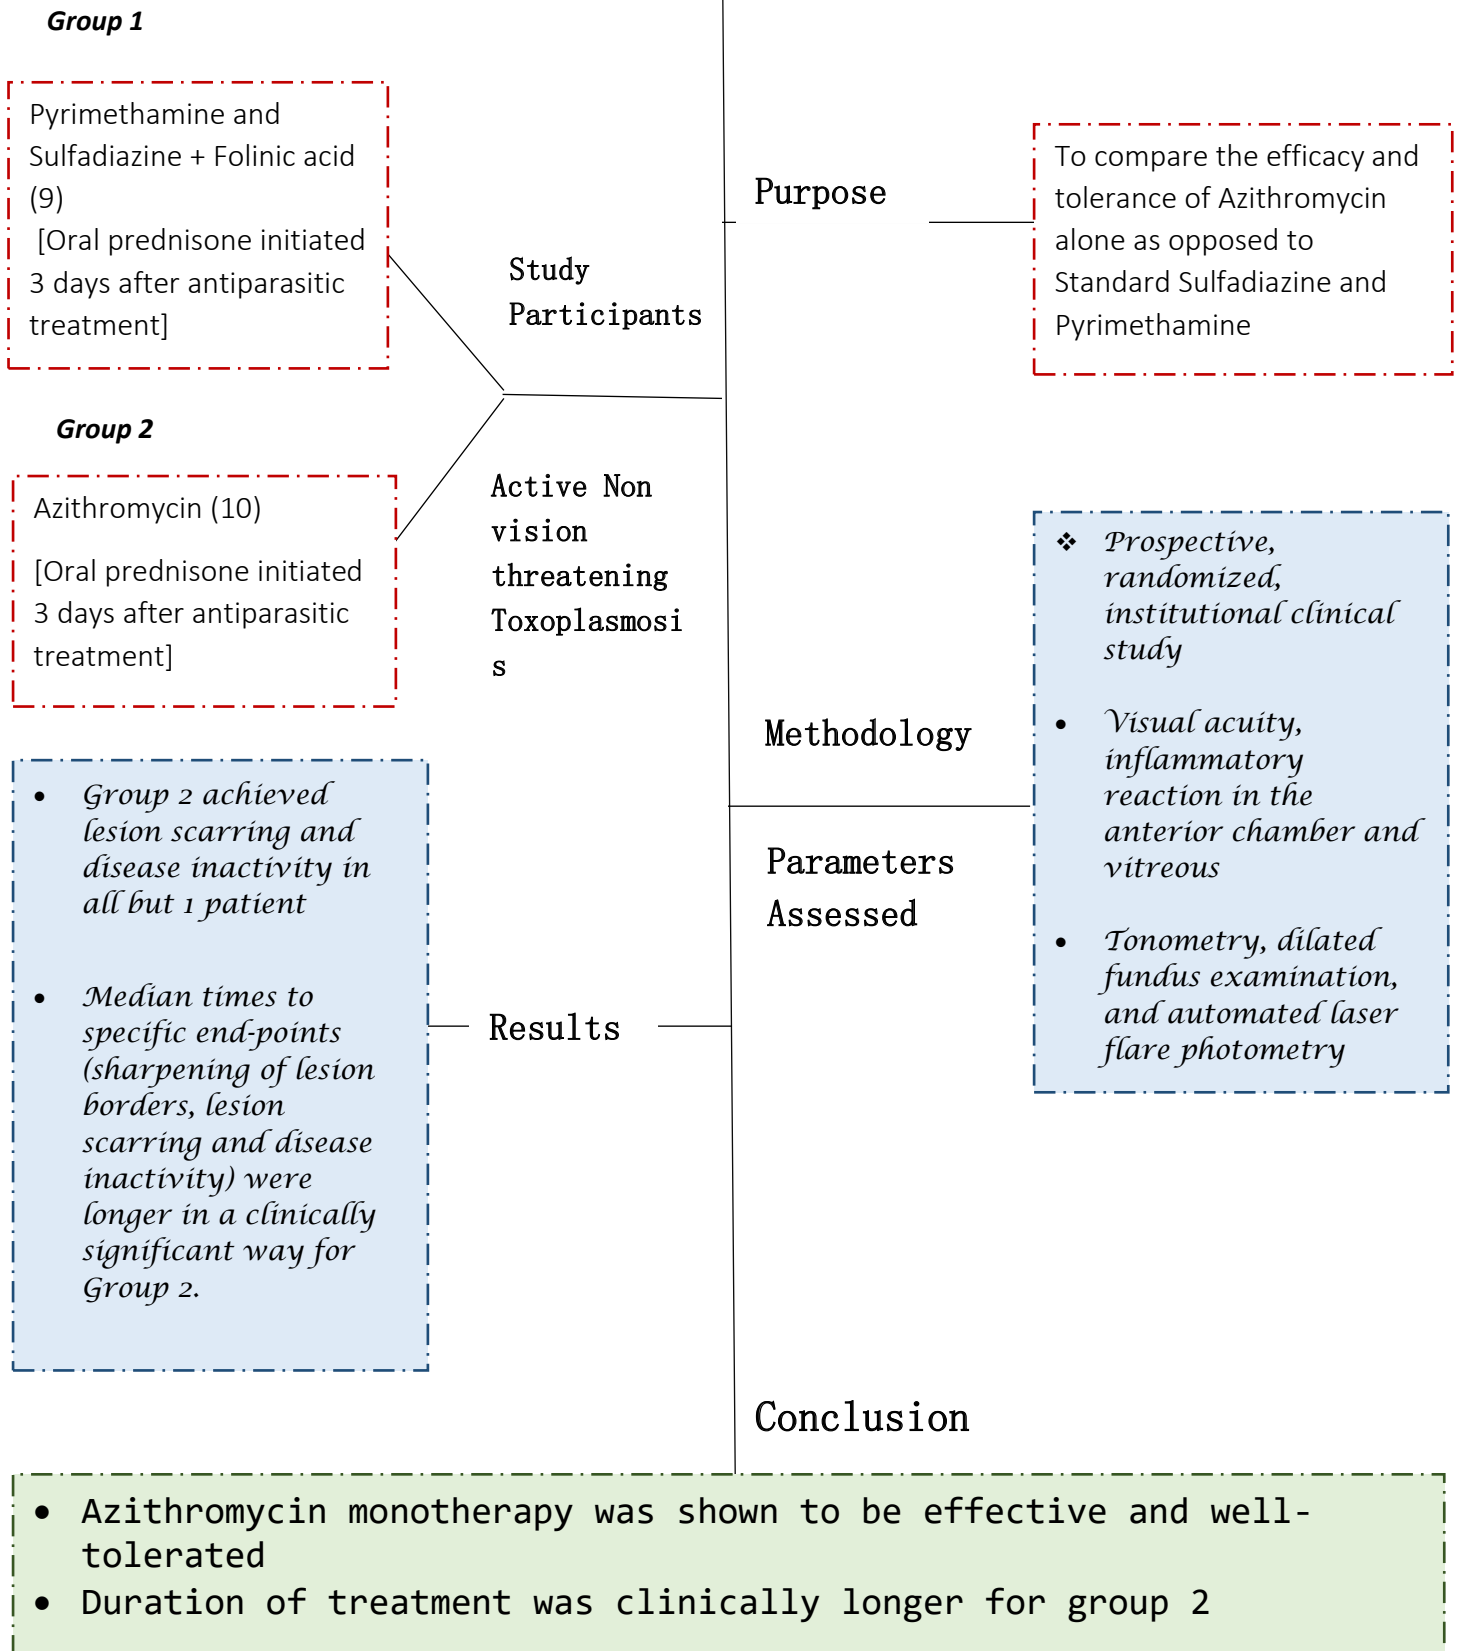 Group 1
Pyrimethamine and
Sulfadiazine + Folinic acid
(9)
[Oral prednisone initiated
3 days after antiparasitic
treatment]
Study
Participants
Purpose
To compare the efficacy and
tolerance of Azithromycin
alone as opposed to
Standard Sulfadiazine and
Pyrimethamine
Group 2
Azithromycin (10)
[Oral prednisone initiated
3 days after antiparasitic
treatment]
Active Non
vision
threatening
Toxoplasmosi
s
Methodology
Parameters
Assessed
❖ Prospective,
randomized,
institutional clinical
study
• Visual acuity,
inflammatory
reaction in the
anterior chamber and
vitreous
• Tonometry, dilated
fundus examination,
and automated laser
flare photometry
• Group 2 achieved
lesion scarring and
disease inactivity in
all but 1 patient
• Median times to
specific end-points
(sharpening of lesion
borders, lesion
scarring and disease
inactivity) were
longer in a clinically
significant way for
Group 2.
Results
Conclusion
• Azithromycin monotherapy was shown to be effective and well-
tolerated
• Duration of treatment was clinically longer for group 2